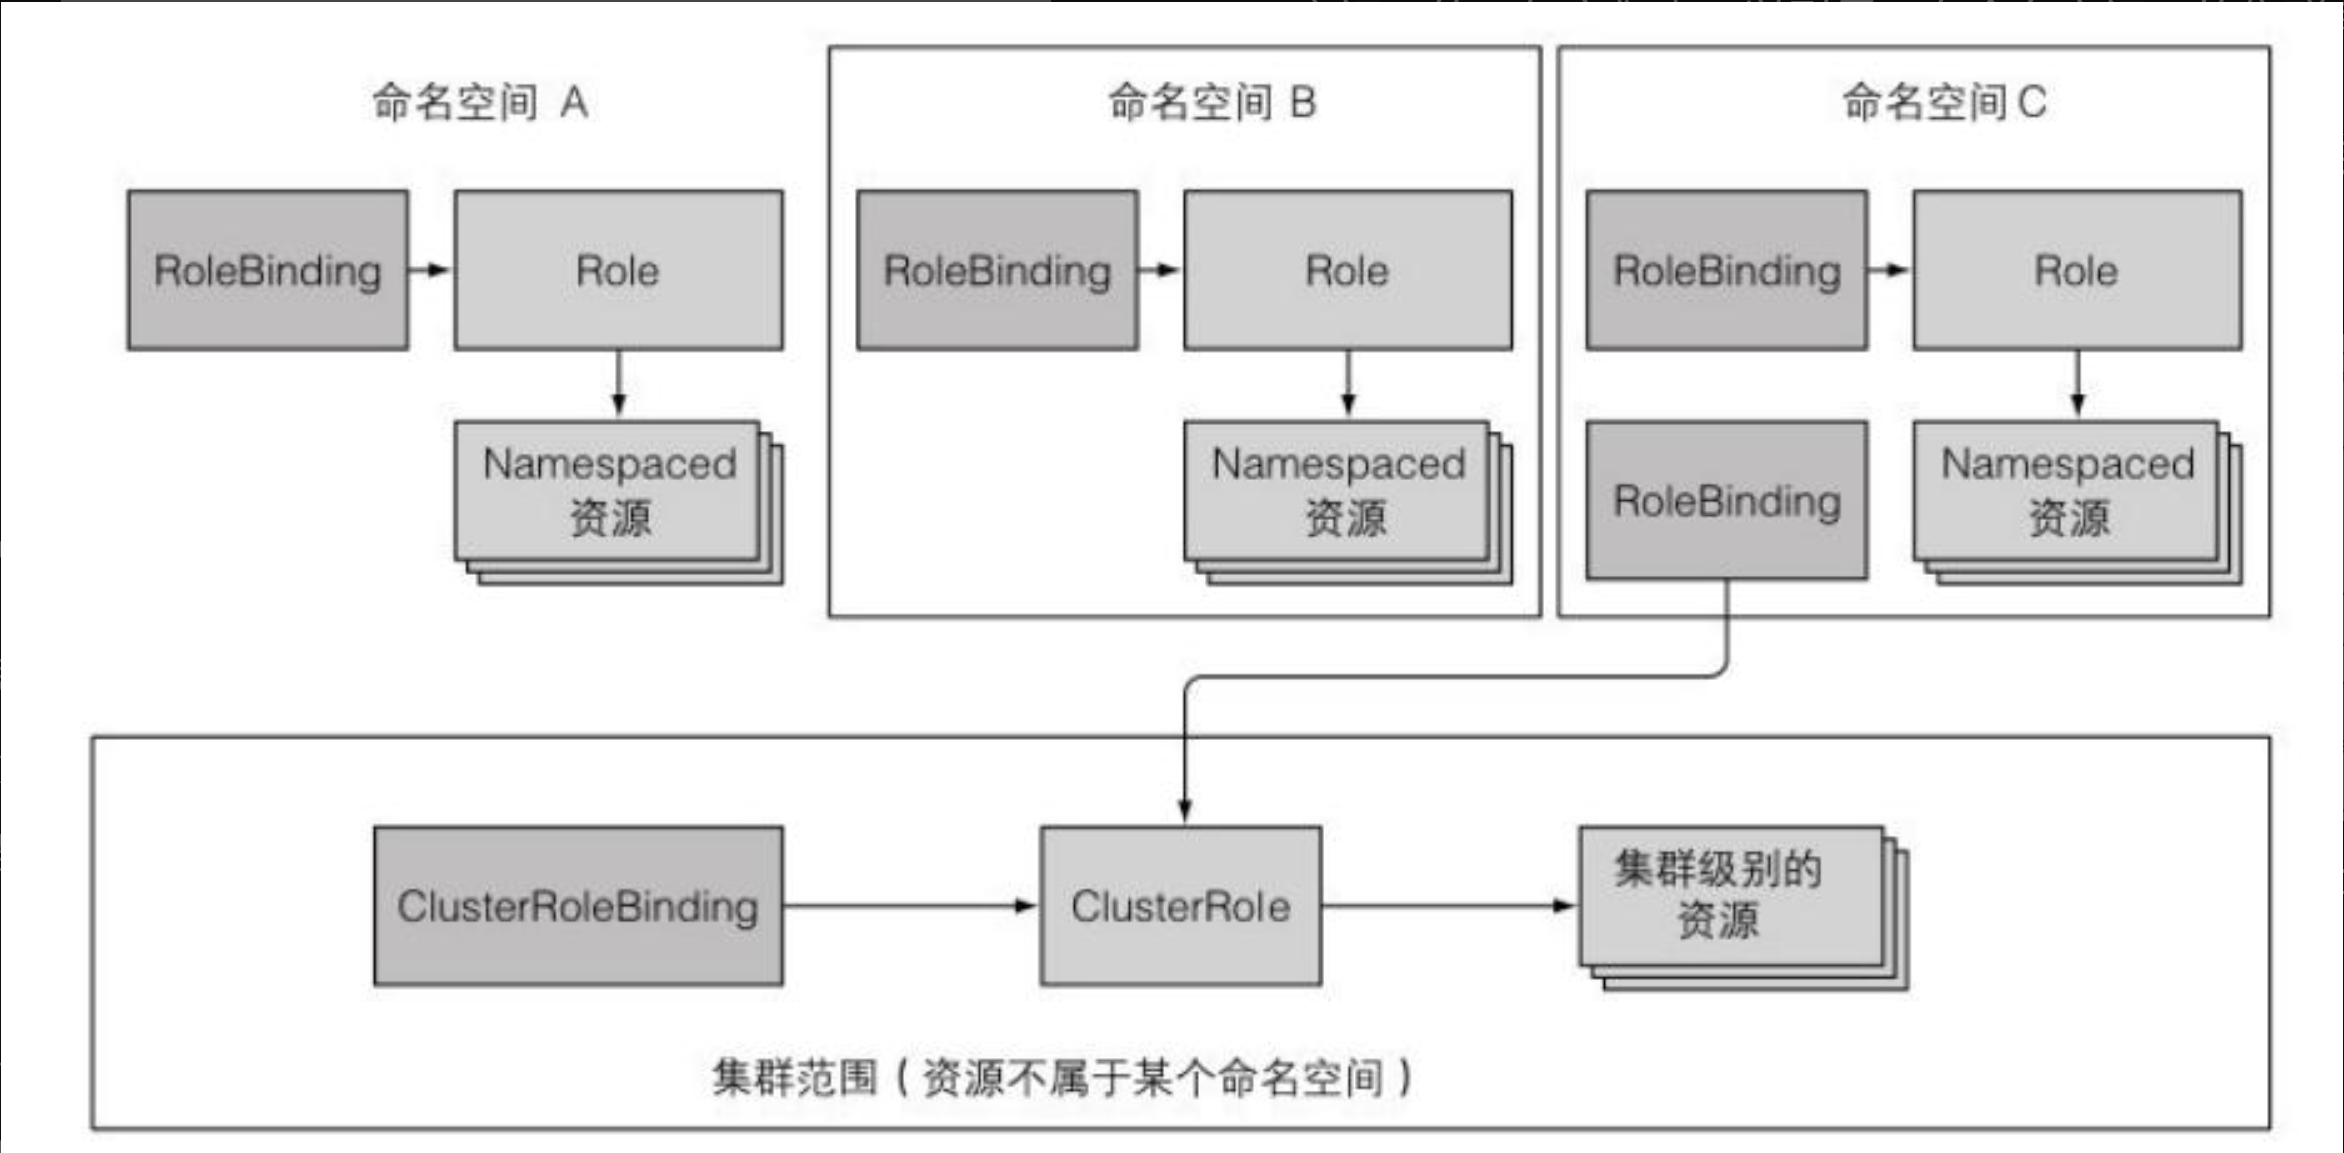 命名空间 A
RoleBinding
Role
Namespaced
资源
命名空间 B
RoleBinding
Role
Namespaced
资源
命名空间 C
RoleBinding
Role
RoleBinding
Namespaced
资源
ClusterRoleBinding
ClusterRole
集群级别的
资源
集群范围（资源不属于某个命名空间）